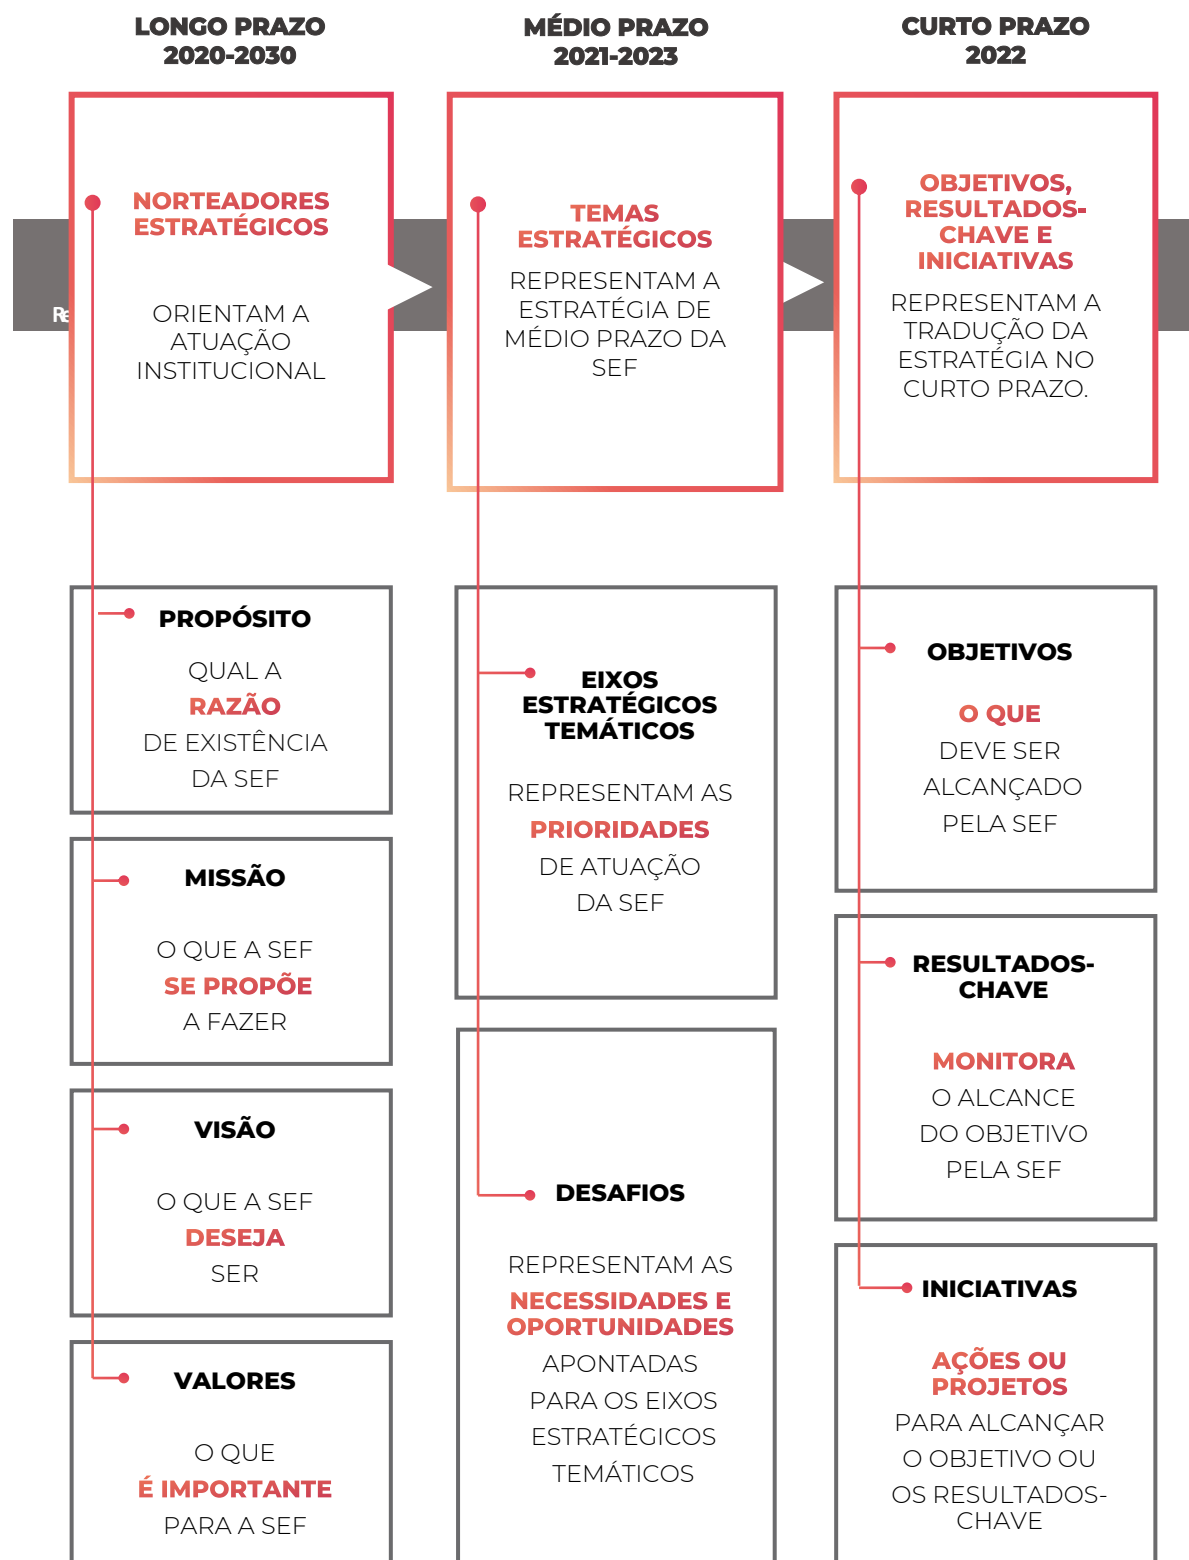 LONGO PRAZO
2020-2030
NORTEADORES
ESTRATÉGICOS
ORIENTAM A
ATUAÇÃO
INSTITUCIONAL
PROPÓSITO
QUAL A
RAZÃO
DE EXISTÊNCIA
DA SEF
MISSÃO
O QUE A SEF
SE PROPÕE
A FAZER
VISÃO
O QUE A SEF
DESEJA
SER
VALORES
O QUE
É IMPORTANTE
PARA A SEF
MÉDIO PRAZO
2021-2023
TEMAS
ESTRATÉGICOS
REPRESENTAM A
ESTRATÉGIA DE
MÉDIO PRAZO DA
SEF
EIXOS
ESTRATÉGICOS
TEMÁTICOS
REPRESENTAM AS
PRIORIDADES
DE ATUAÇÃO
DA SEF
DESAFIOS
REPRESENTAM AS
NECESSIDADES E
OPORTUNIDADES
APONTADAS
PARA OS EIXOS
ESTRATÉGICOS
TEMÁTICOS
CURTO PRAZO
2022
OBJETIVOS,
RESULTADOS-
CHAVE E
INICIATIVAS
REPRESENTAM A
TRADUÇÃO DA
ESTRATÉGIA NO
CURTO PRAZO.
OBJETIVOS
O QUE
DEVE SER
ALCANÇADO
PELA SEF
RESULTADOS-
CHAVE
MONITORA
O ALCANCE
DO OBJETIVO
PELA SEF
INICIATIVAS
AÇÕES OU
PROJETOS
PARA ALCANÇAR
O OBJETIVO OU
OS RESULTADOS-
CHAVE